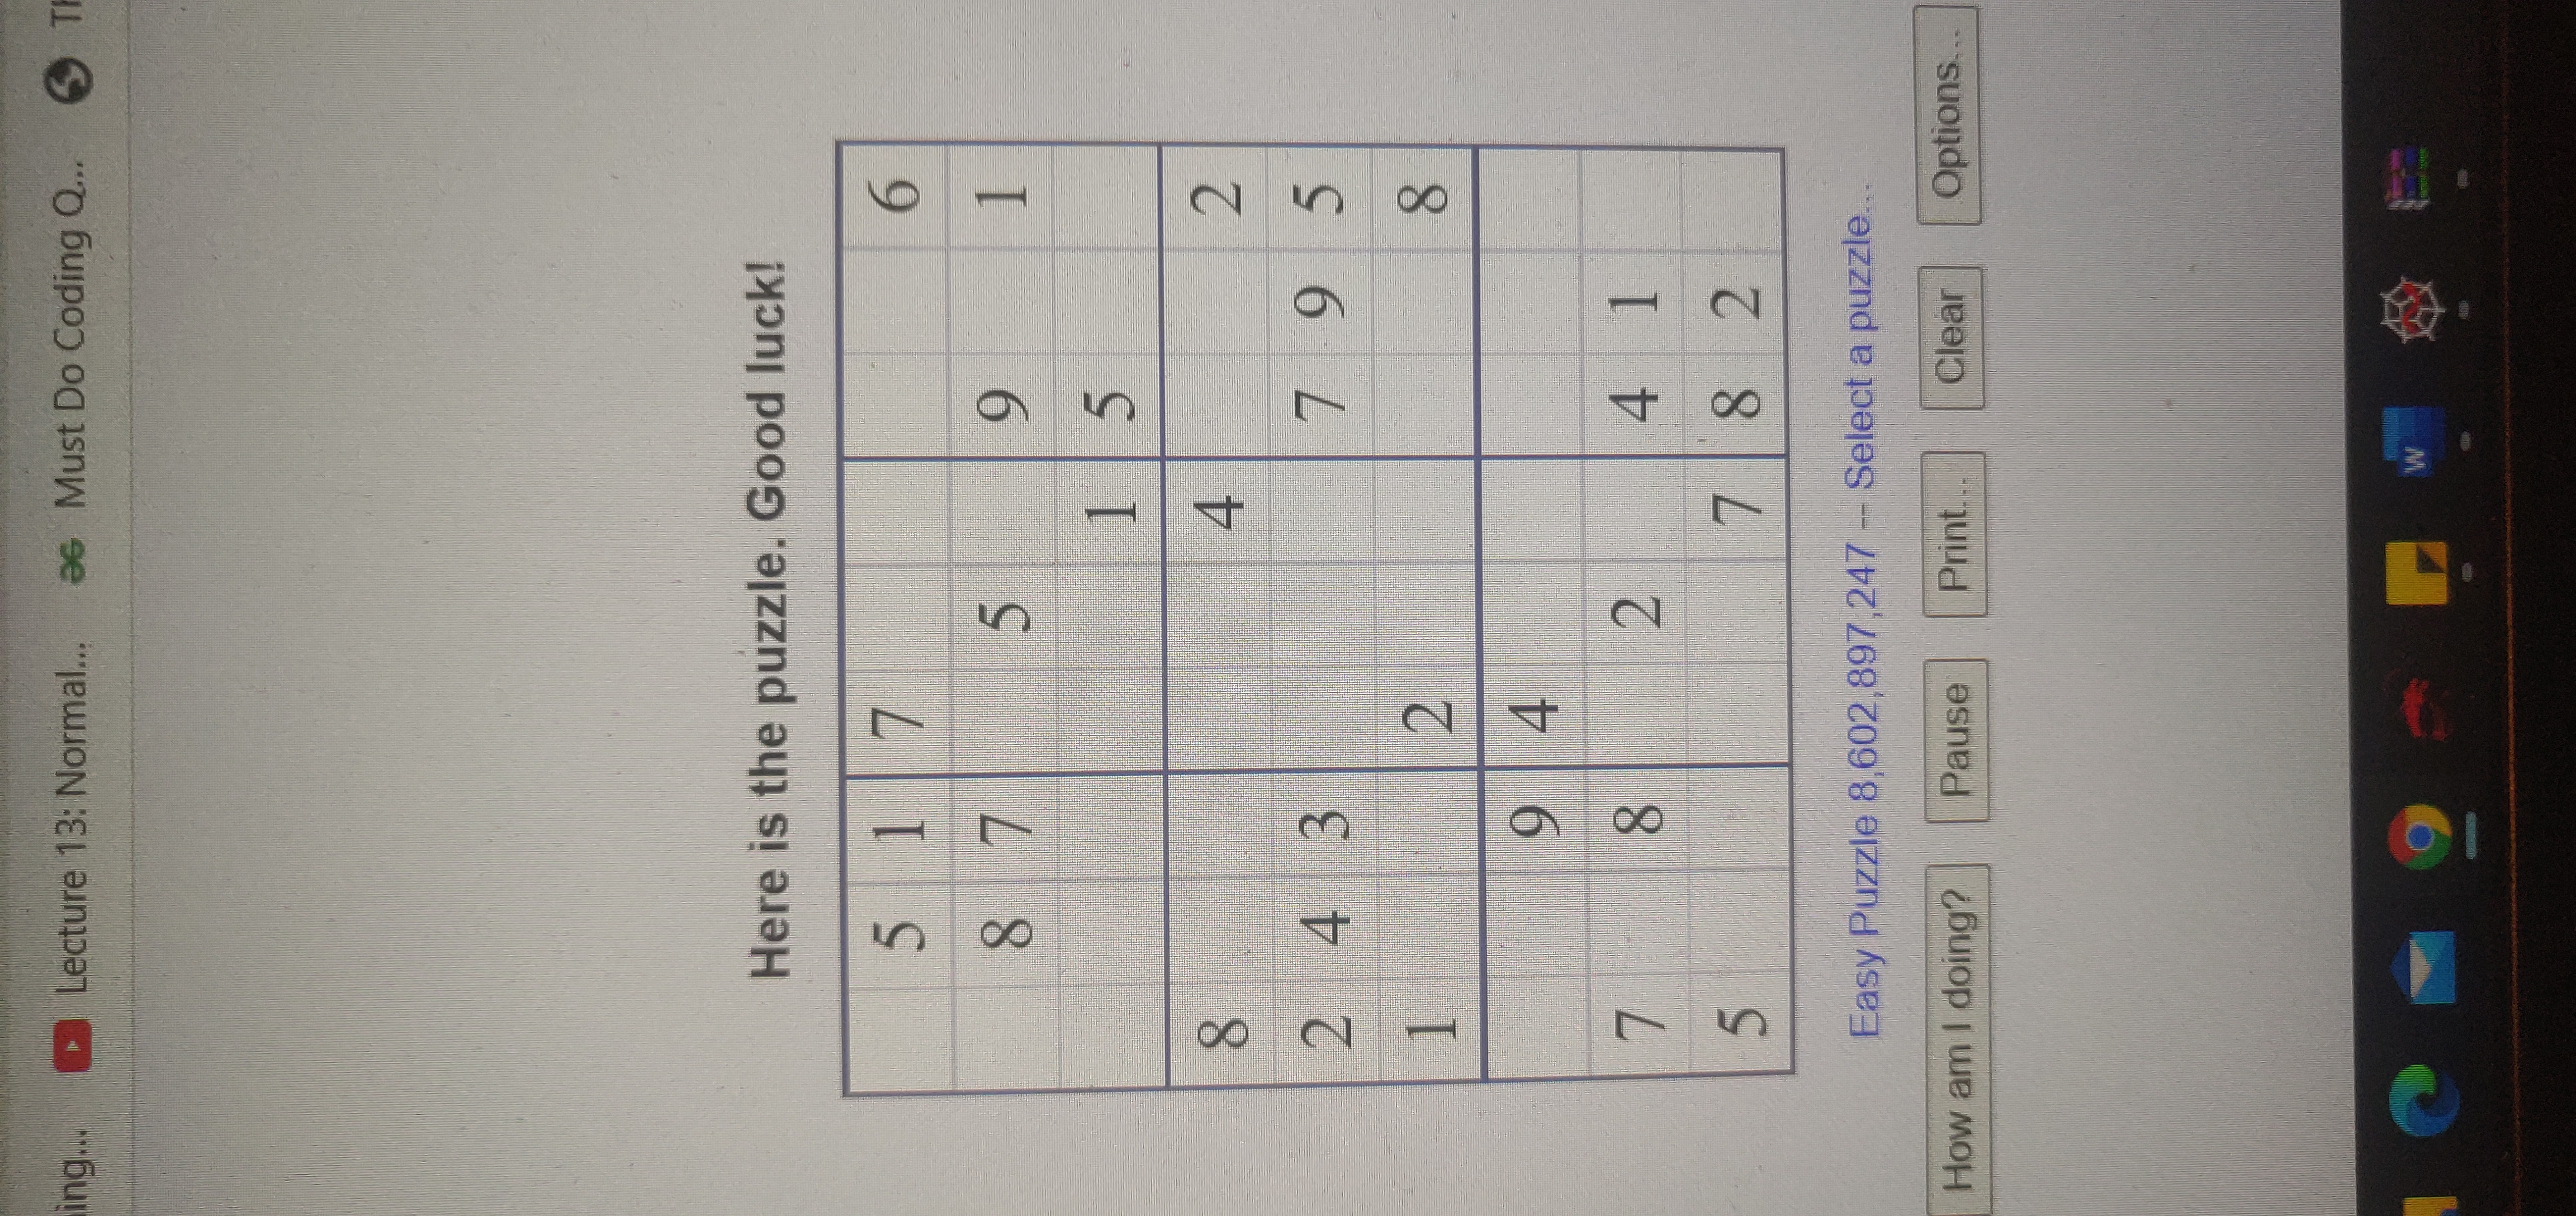 ing... Lecture 13: Normal... Must Do Coding Q... Th
Here is the puzzle. Good luck!
5 1 7 6
8 7 5 9 1
1 5
8 4 2
2 4 3 7 9 5
1 2 8
9 4
7 8 2 4 1
5 7 8 2
Easy Puzzle 8,602,897,247 -- Select a puzzle...
How am I doing? Pause Print... Clear Options...
W